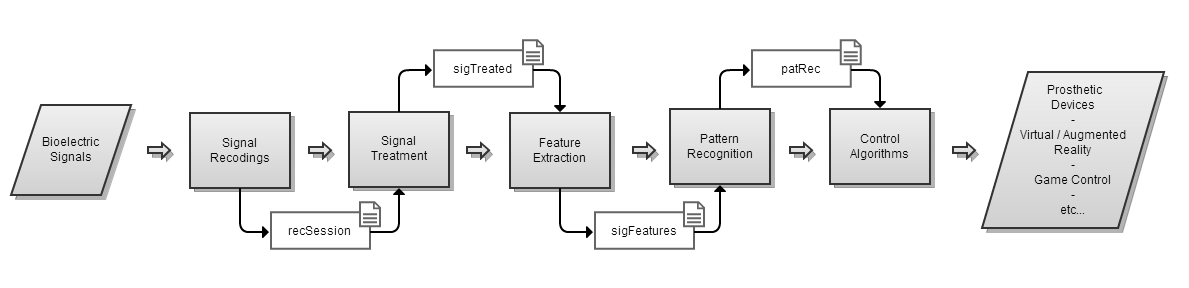 Bioelectric
Signals
Signal
Recodings
recSession
Signal
Treatment
sigTreated
Feature
Extraction
sigFeatures
Pattern
Recognition
patRec
Control
Algorithms
Prosthetic
Devices
-
Virtual / Augmented
Reality
-
Game Control
-
etc...